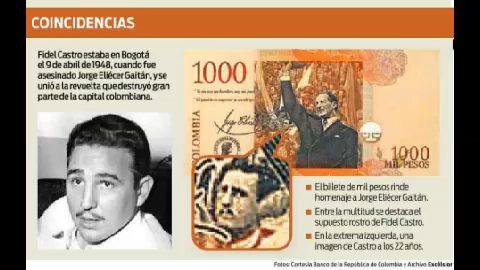 COINCIDENCIAS
Fidel Castro estaba en Bogotá
el 9 de abril de 1948, cuando fue
asesinado Jorge Eliécer Gaitán, y se
unió a la revuelta que destruyó gran
parte de la capital colombiana.
1000
COLOMBIA
1000
MIL PESOS
El billete de mil pesos rinde
homenaje a Jorge Eliécer Gaitán.
Entre la multitud se destaca el
supuesto rostro de Fidel Castro.
En la extrema izquierda, una
imagen de Castro a los 22 años.
Fotos: Cortesía Banco de la República de Colombia y Archivo Excélsior